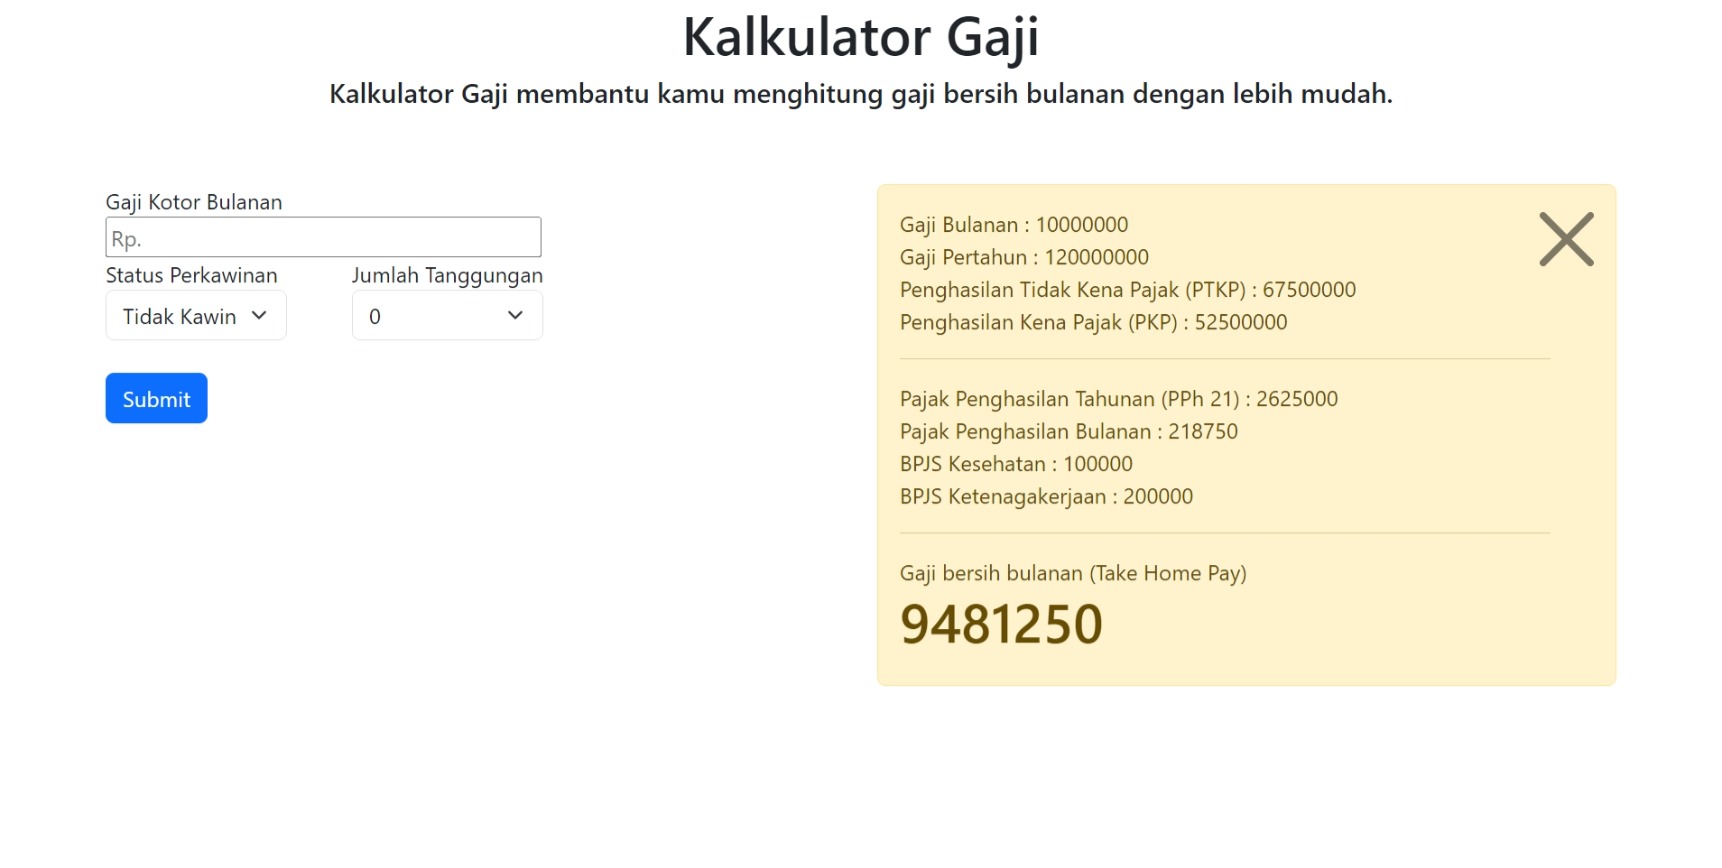 Kalkulator Gaji
Kalkulator Gaji membantu kamu menghitung gaji bersih bulanan dengan lebih mudah.
Gaji Kotor Bulanan
Rp.
Status Perkawinan
Jumlah Tanggungan
Tidak Kawin
0
Submit
Gaji Bulanan : 10000000
Gaji Pertahun : 120000000
Penghasilan Tidak Kena Pajak (PTKP) : 67500000
Penghasilan Kena Pajak (PKP) : 52500000
Pajak Penghasilan Tahunan (PPh 21) : 2625000
Pajak Penghasilan Bulanan : 218750
BPJS Kesehatan : 100000
BPJS Ketenagakerjaan : 200000
Gaji bersih bulanan (Take Home Pay)
9481250